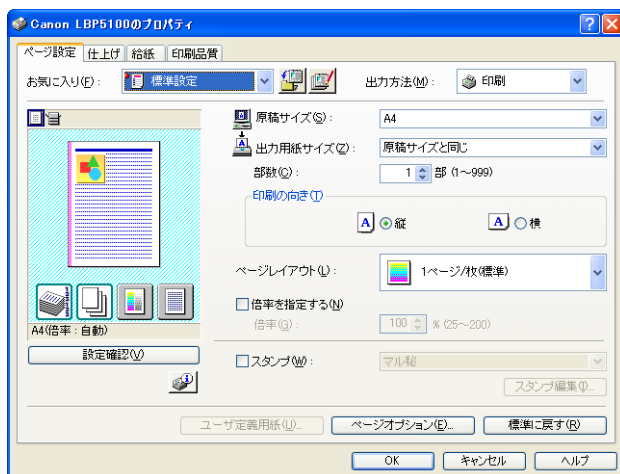 Canon LBP5100のプロパティ
ページ設定 仕上げ 給紙 印刷品質
お気に入り(F): 標準設定 出力方法(M): 印刷
原稿サイズ(S): A4
出力用紙サイズ(Z): 原稿サイズと同じ
部数(C): 1 部 (1~999)
印刷の向き(T)
A 縦 A 横
ページレイアウト(L): 1ページ/枚(標準)
倍率を指定する(N)
倍率(G): 100 % (25~200)
A4(倍率:自動)
設定確認(V)
スタンプ(W): マル秘
スタンプ編集(I)...
ユーザ定義用紙(U)... ページオプション(E)... 標準に戻す(R)
OK キャンセル ヘルプ